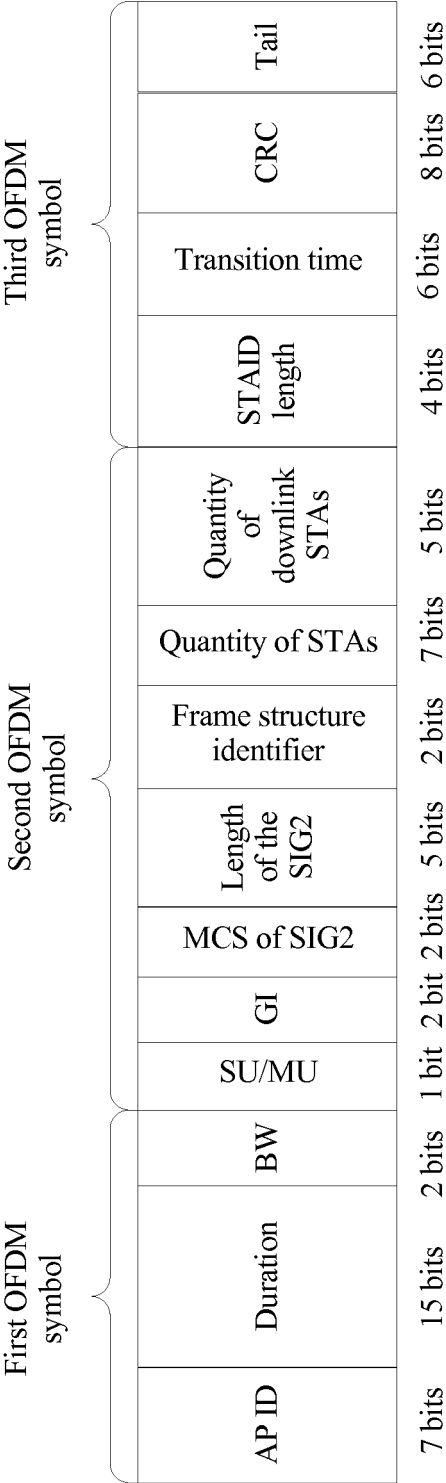 First OFDM
symbol
Second OFDM
symbol
Third OFDM
symbol
AP ID
Duration
BW
SU/MU
GI
MCS of SIG2
Length
of the
SIG2
Frame structure
identifier
Quantity of STAs
Quantity
of
downlink
STAs
STAID
length
Transition time
CRC
Tail
7 bits
15 bits
2 bits
1 bit
2 bit
2 bits
5 bits
2 bits
7 bits
5 bits
4 bits
6 bits
8 bits
6 bits